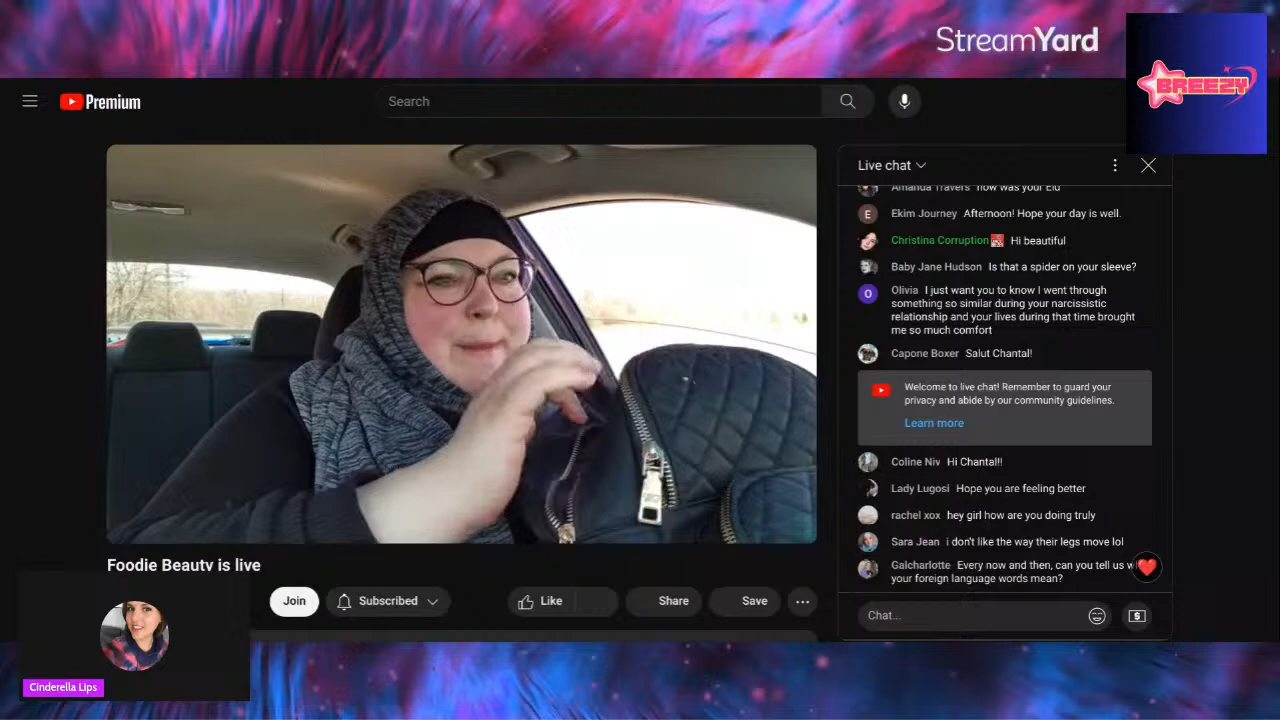 StreamYard
BREEZY
Premium
Search
Live chat
Amanda Travers how was your Eid
E
Ekim Journey Afternoon! Hope your day is well.
Christina Corruption Hi beautiful
Baby Jane Hudson Is that a spider on your sleeve?
O
Olivia I just want you to know I went through
something so similar during your narcissistic
relationship and your lives during that time brought
me so much comfort
Capone Boxer Salut Chantal!
Welcome to live chat! Remember to guard your
privacy and abide by our community guidelines.
Learn more
Coline Niv Hi Chantal!!
Lady Lugosi Hope you are feeling better
rachel xox hey girl how are you doing truly
Sara Jean i don't like the way their legs move lol
Galcharlotte Every now and then, can you tell us w
your foreign language words mean?
Chat...
Foodie Beauty is live
Join
Subscribed
Like
Share
Save
Cinderella Lips